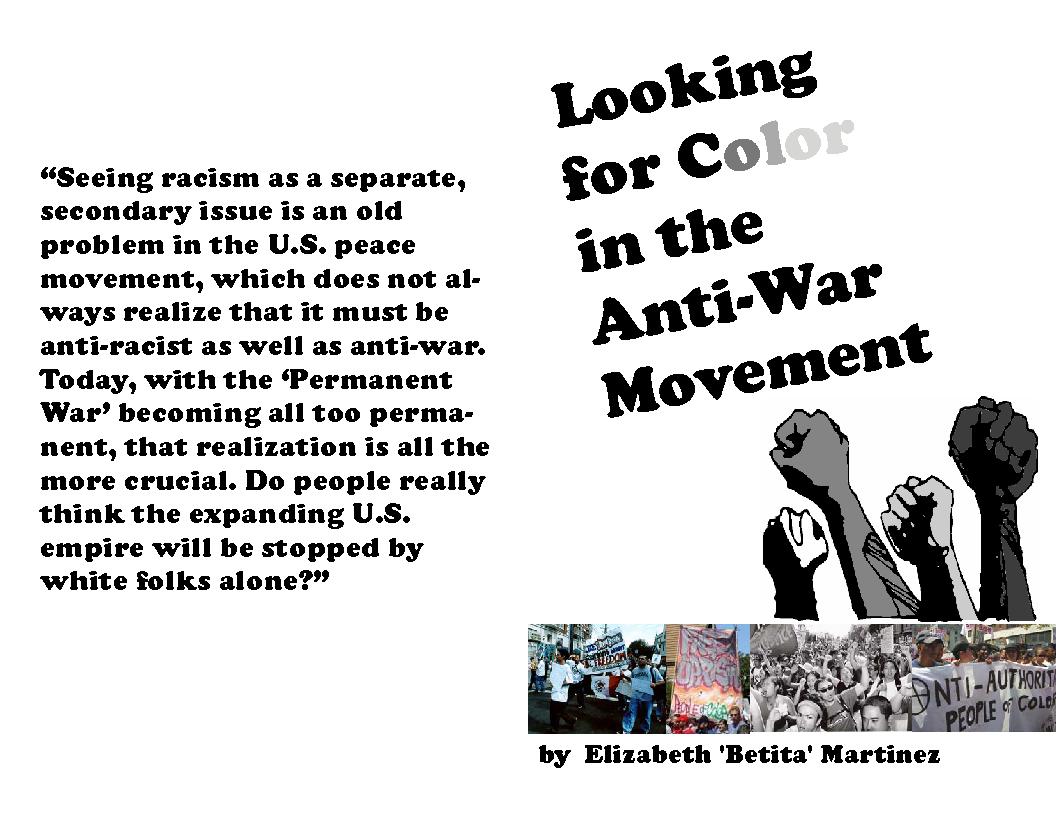 “Seeing racism as a separate,
secondary issue is an old
problem in the U.S. peace
movement, which does not al-
ways realize that it must be
anti-racist as well as anti-war.
Today, with the ‘Permanent
War’ becoming all too perma-
nent, that realization is all the
more crucial. Do people really
think the expanding U.S.
empire will be stopped by
white folks alone?”
Looking
for Color
in the
Anti-War
Movement
NTI-AUTHORITA
PEOPLE OF COLO
by Elizabeth 'Betita' Martinez